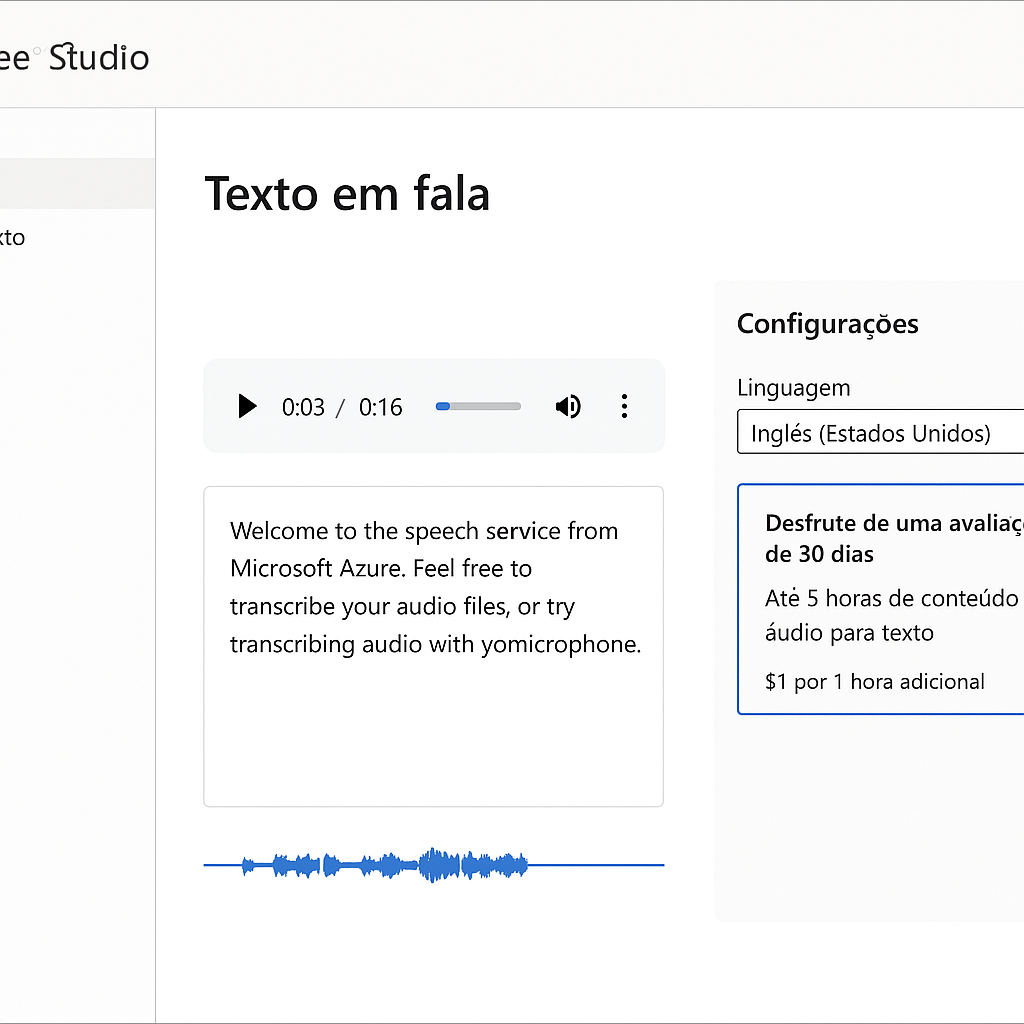 ee Studio
xto
Texto em fala
0:03 / 0:16
Welcome to the speech service from
Microsoft Azure. Feel free to
transcribe your audio files, or try
transcribing audio with yomicrophone.
Configurações
Linguagem
Inglés (Estados Unidos)
Desfrute de uma avaliaç
de 30 dias
Até 5 horas de conteúdo
áudio para texto
$1 por 1 hora adicional